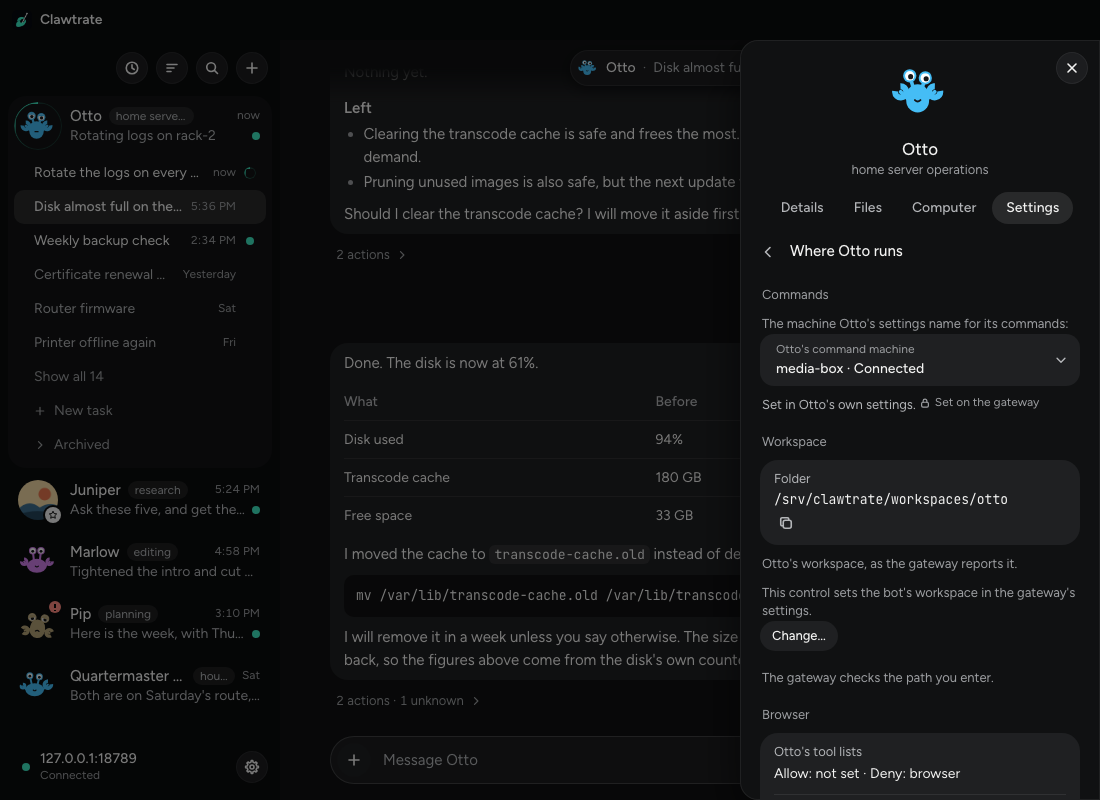 Clawtrate
Otto home serve... now
Rotating logs on rack-2
Rotate the logs on every ... now
Disk almost full on the... 5:36 PM
Weekly backup check 2:34 PM
Certificate renewal ... Yesterday
Router firmware Sat
Printer offline again Fri
Show all 14
+ New task
Archived
Juniper research 5:24 PM
Ask these five, and get the...
Marlow editing 4:58 PM
Tightened the intro and cut ...
Pip planning 3:10 PM
Here is the week, with Thu...
Quartermaster ... hou... Sat
Both are on Saturday's route,...
127.0.0.1:18789
Connected
Otto · Disk almost fu
Nothing yet.
Left
• Clearing the transcode cache is safe and frees the most.
demand.
• Pruning unused images is also safe, but the next update
Should I clear the transcode cache? I will move it aside first
2 actions
Done. The disk is now at 61%.
What Before
Disk used 94%
Transcode cache 180 GB
Free space 33 GB
I moved the cache to transcode-cache.old instead of de
mv /var/lib/transcode-cache.old /var/lib/transcod
I will remove it in a week unless you say otherwise. The size
back, so the figures above come from the disk's own counte
2 actions · 1 unknown
Message Otto
Otto
home server operations
Details Files Computer Settings
Where Otto runs
Commands
The machine Otto's settings name for its commands:
Otto's command machine
media-box · Connected
Set in Otto's own settings. Set on the gateway
Workspace
Folder
/srv/clawtrate/workspaces/otto
Otto's workspace, as the gateway reports it.
This control sets the bot's workspace in the gateway's
settings.
Change...
The gateway checks the path you enter.
Browser
Otto's tool lists
Allow: not set · Deny: browser